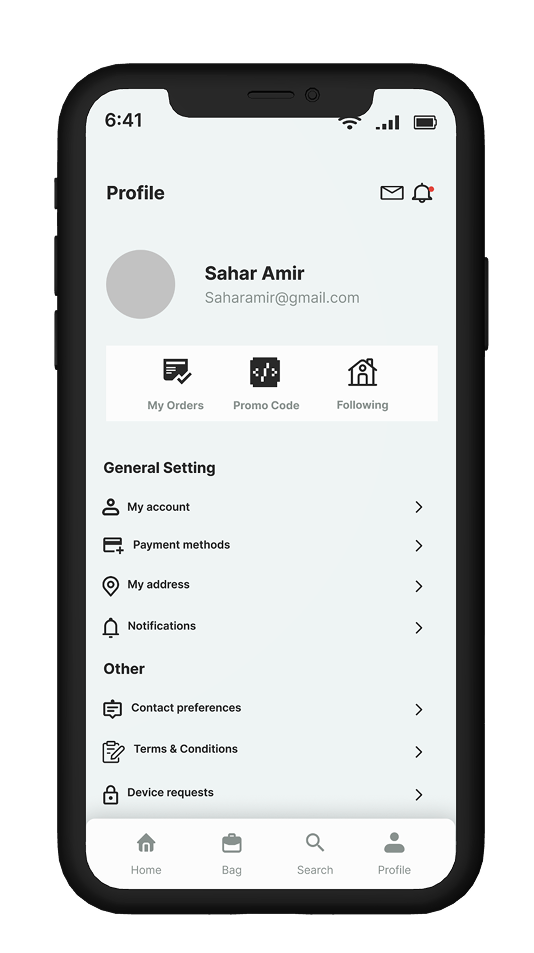 6:41
Profile
Sahar Amir
Saharamir@gmail.com
My Orders Promo Code Following
General Setting
My account
Payment methods
My address
Notifications
Other
Contact preferences
Terms & Conditions
Device requests
Home Bag Search Profile